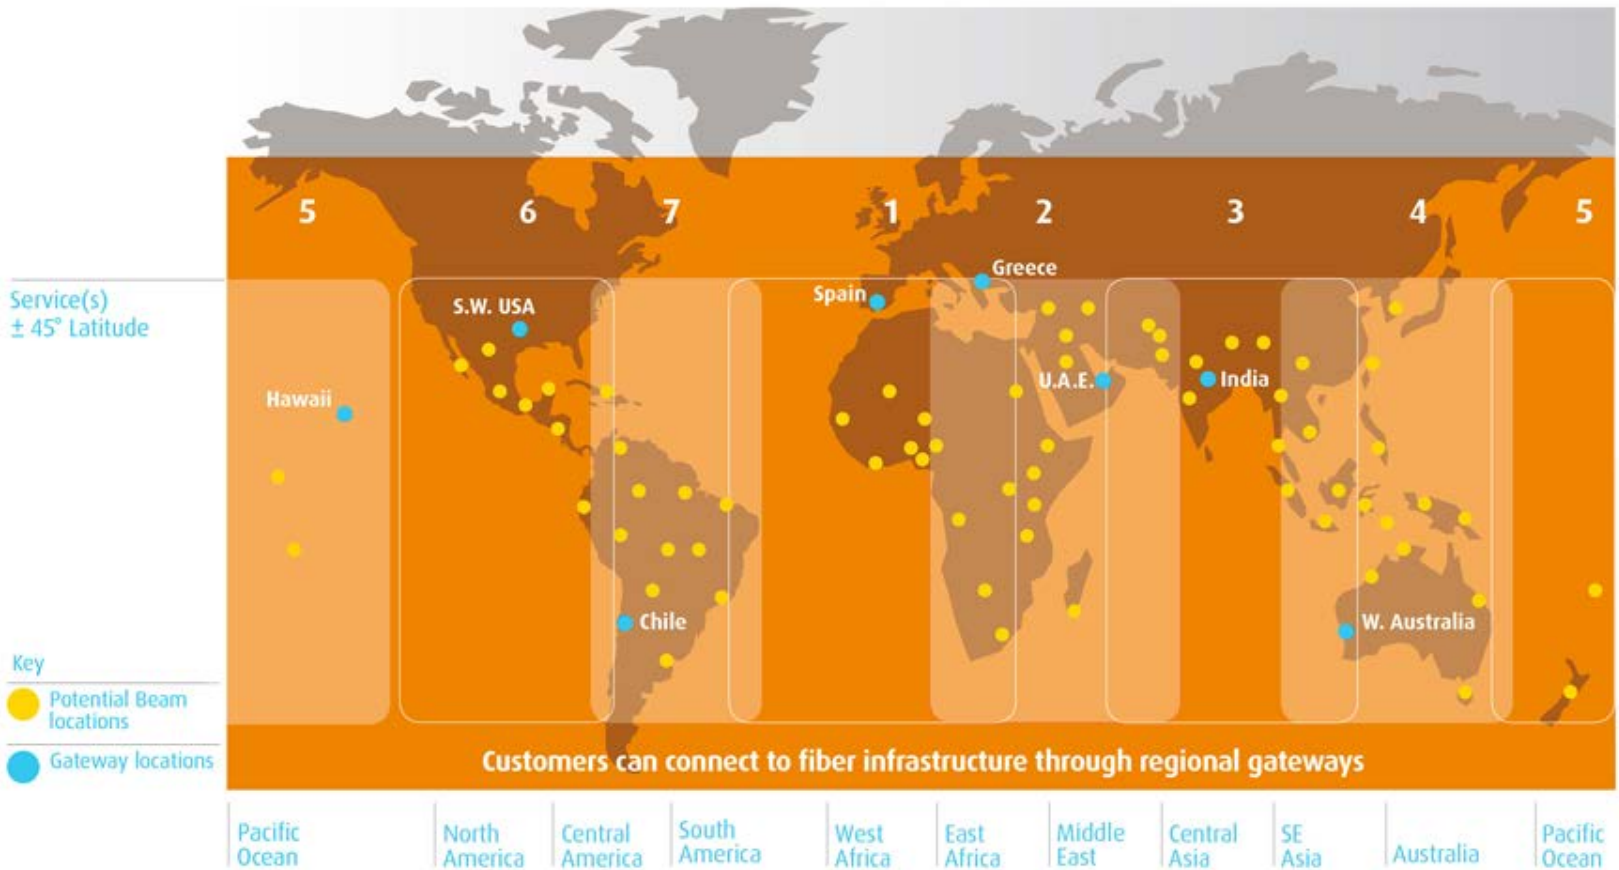 5
6
7
1
2
3
4
5
Greece
Spain
Service(s)
± 45° Latitude
S.W. USA
U.A.E.
India
Hawaii
Chile
W. Australia
Key
Potential Beam
locations
Gateway locations
Customers can connect to fiber infrastructure through regional gateways
Pacific
Ocean
North
America
Central
America
South
America
West
Africa
East
Africa
Middle
East
Central
Asia
SE
Asia
Australia
Pacific
Ocean